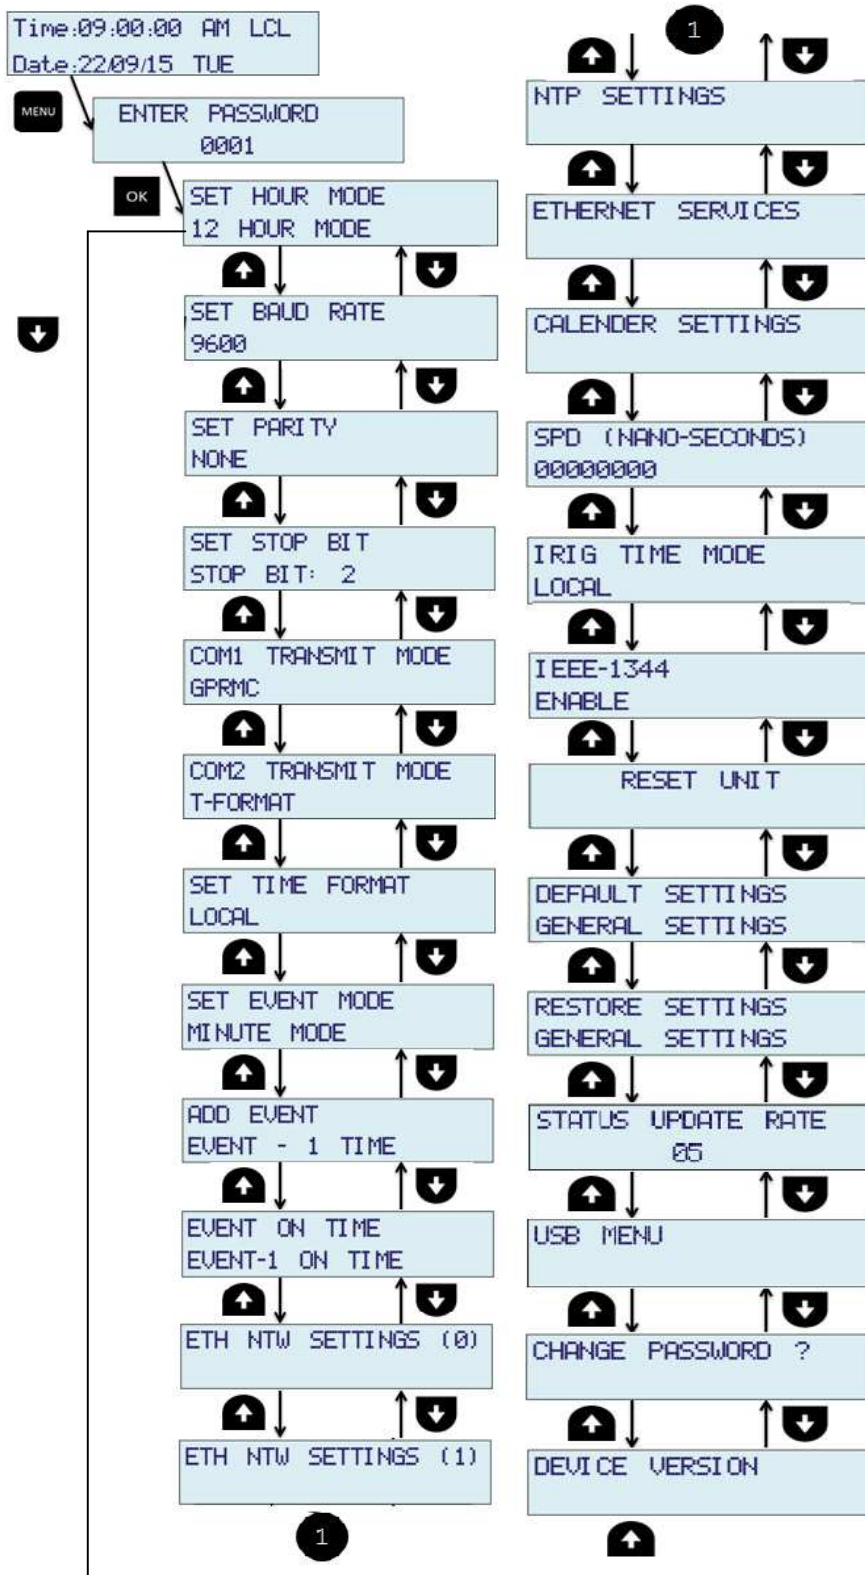 Time:09:00:00 AM LCL
Date:22/09/15 TUE
MENU
ENTER PASSWORD
0001
OK
SET HOUR MODE
12 HOUR MODE
SET BAUD RATE
9600
SET PARITY
NONE
SET STOP BIT
STOP BIT: 2
COM1 TRANSMIT MODE
GPRMC
COM2 TRANSMIT MODE
T-FORMAT
SET TIME FORMAT
LOCAL
SET EVENT MODE
MINUTE MODE
ADD EVENT
EVENT - 1 TIME
EVENT ON TIME
EVENT-1 ON TIME
ETH NTW SETTINGS (0)
ETH NTW SETTINGS (1)
1
1
NTP SETTINGS
ETHERNET SERVICES
CALENDER SETTINGS
SPD (NANO-SECONDS)
00000000
IRIG TIME MODE
LOCAL
IEEE-1344
ENABLE
RESET UNIT
DEFAULT SETTINGS
GENERAL SETTINGS
RESTORE SETTINGS
GENERAL SETTINGS
STATUS UPDATE RATE
05
USB MENU
CHANGE PASSWORD ?
DEVICE VERSION